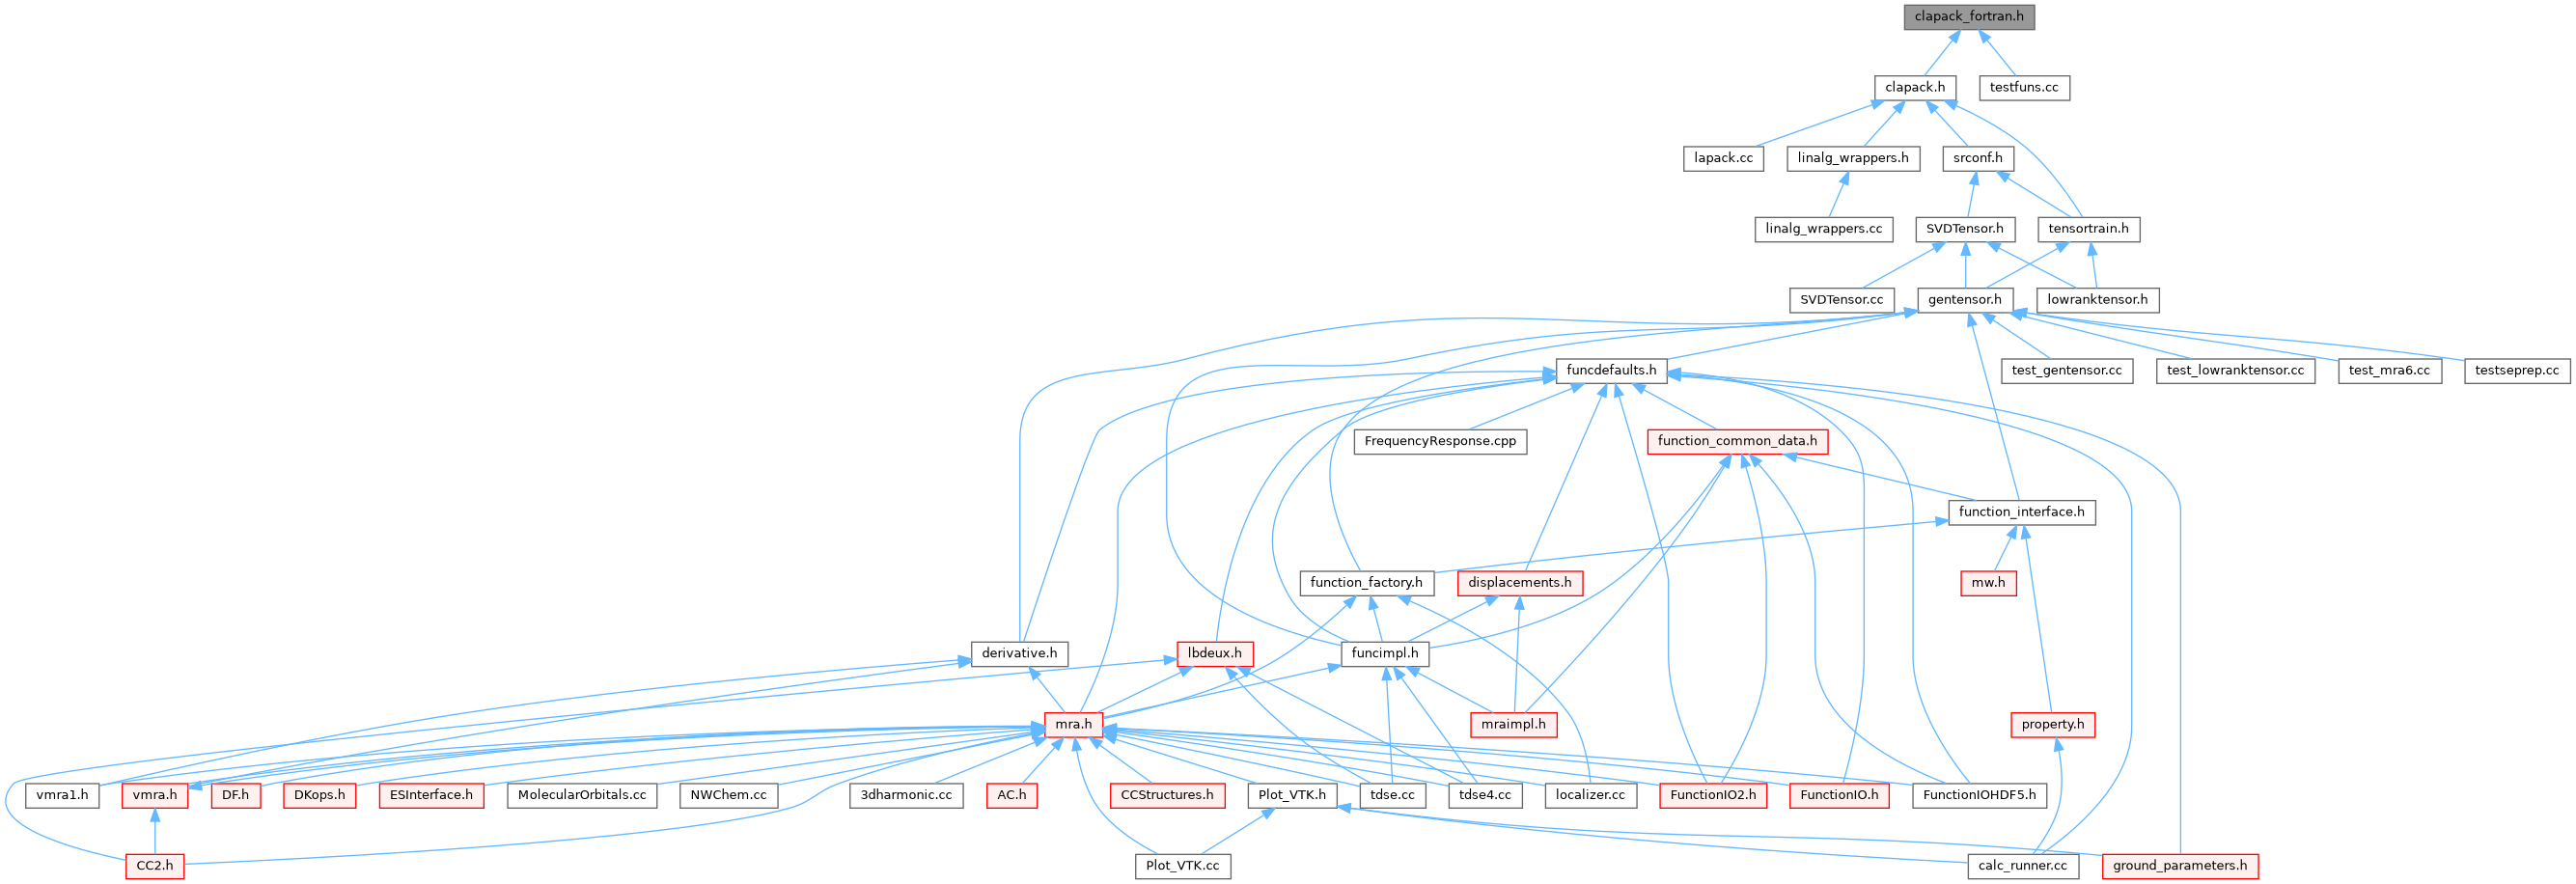 clapack_fortran.h
clapack.h
testfuns.cc
lapack.cc
linalg_wrappers.h
srconf.h
linalg_wrappers.cc
SVDTensor.h
tensortrain.h
SVDTensor.cc
gentensor.h
lowranktensor.h
funcdefaults.h
test_gentensor.cc
test_lowranktensor.cc
test_mra6.cc
testseprep.cc
FrequencyResponse.cpp
function_common_data.h
function_interface.h
function_factory.h
displacements.h
mw.h
derivative.h
lbdeux.h
funcimpl.h
mra.h
mraimpl.h
property.h
vmra1.h
vmra.h
DF.h
DKops.h
ESInterface.h
MolecularOrbitals.cc
NWChem.cc
3dharmonic.cc
AC.h
CCStructures.h
Plot_VTK.h
tdse.cc
tdse4.cc
localizer.cc
FunctionIO2.h
FunctionIO.h
FunctionIOHDF5.h
CC2.h
Plot_VTK.cc
calc_runner.cc
ground_parameters.h